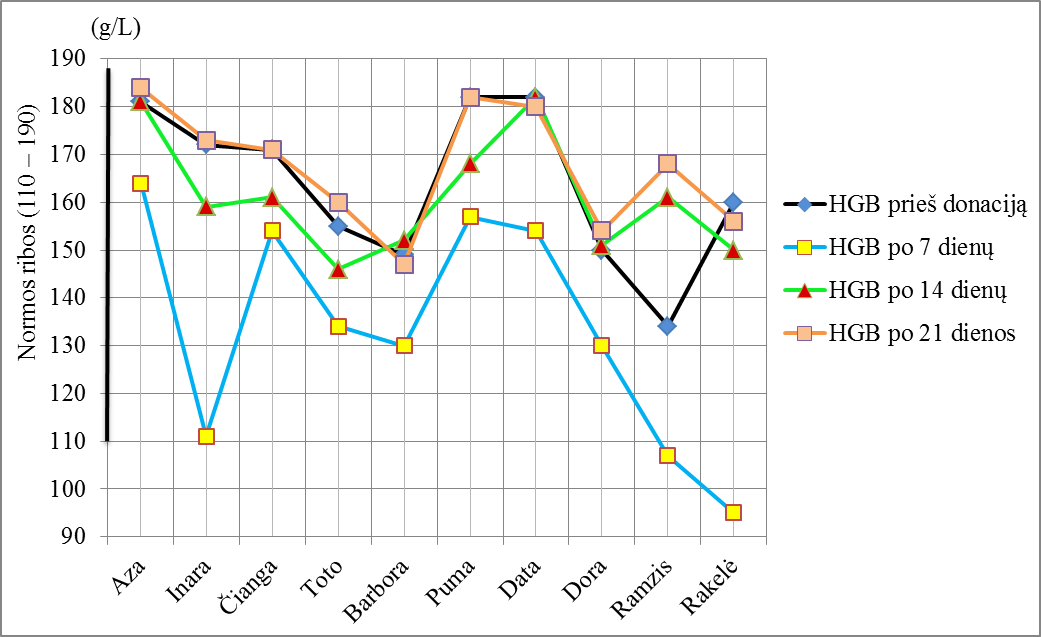 (g/L)
Normos ribos (110 – 190)
190
180
170
160
150
140
130
120
110
100
90
Aza
Inara
Čianga
Toto
Barbora
Puma
Data
Dora
Ramzis
Rakelė
HGB prieš donaciją
HGB po 7 dienų
HGB po 14 dienų
HGB po 21 dienos